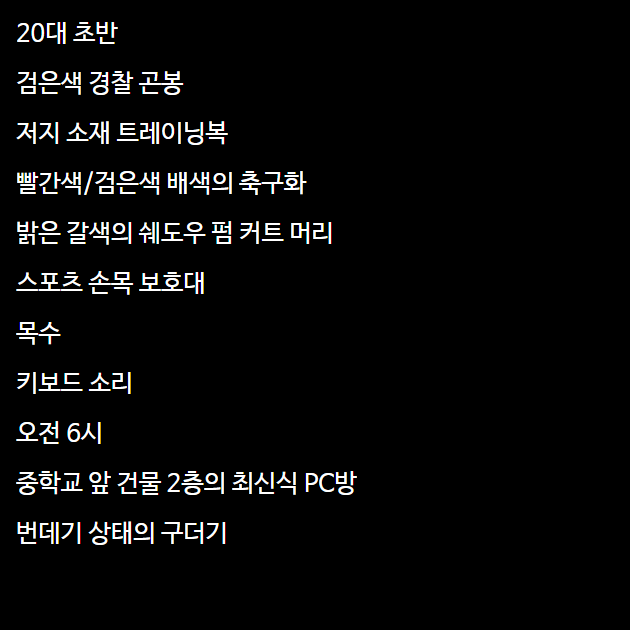 20대 초반
검은색 경찰 곤봉
저지 소재 트레이닝복
빨간색/검은색 배색의 축구화
밝은 갈색의 쉐도우 펌 커트 머리
스포츠 손목 보호대
목수
키보드 소리
오전 6시
중학교 앞 건물 2층의 최신식 PC방
번데기 상태의 구더기